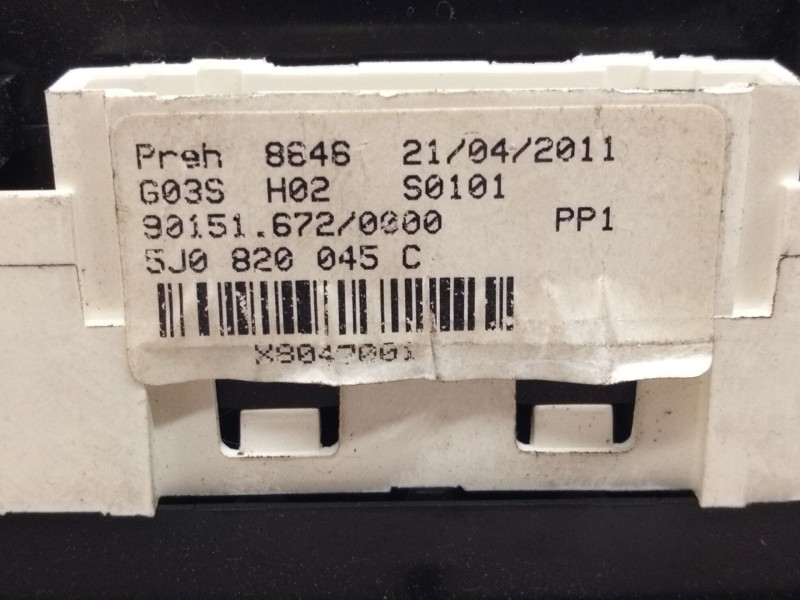 Preh 8646 21/04/2011
G03S H02 S0101
90151.672/0000 PP1
5J0 820 045 C
X8047001